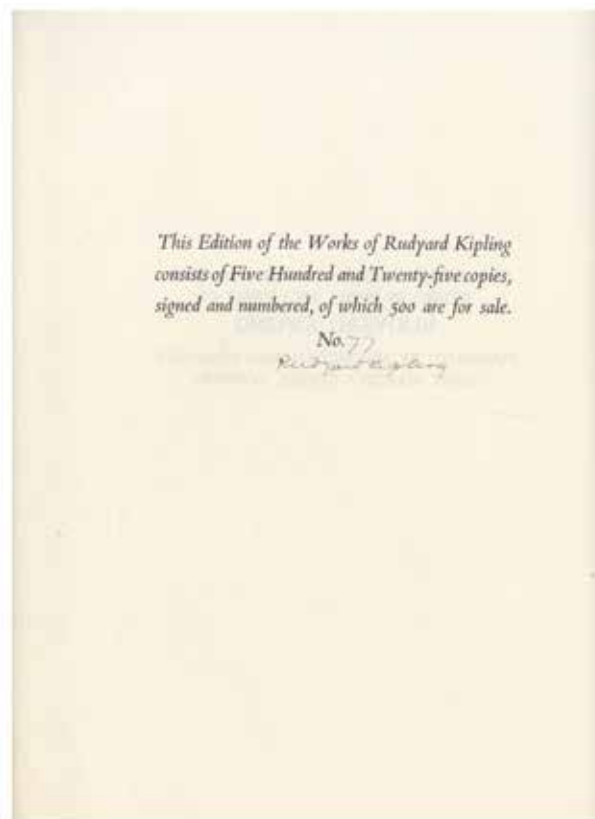 This Edition of the Works of Rudyard Kipling
consists of Five Hundred and Twenty-five copies,
signed and numbered, of which 500 are for sale.
No. 77
Rudyard Kipling